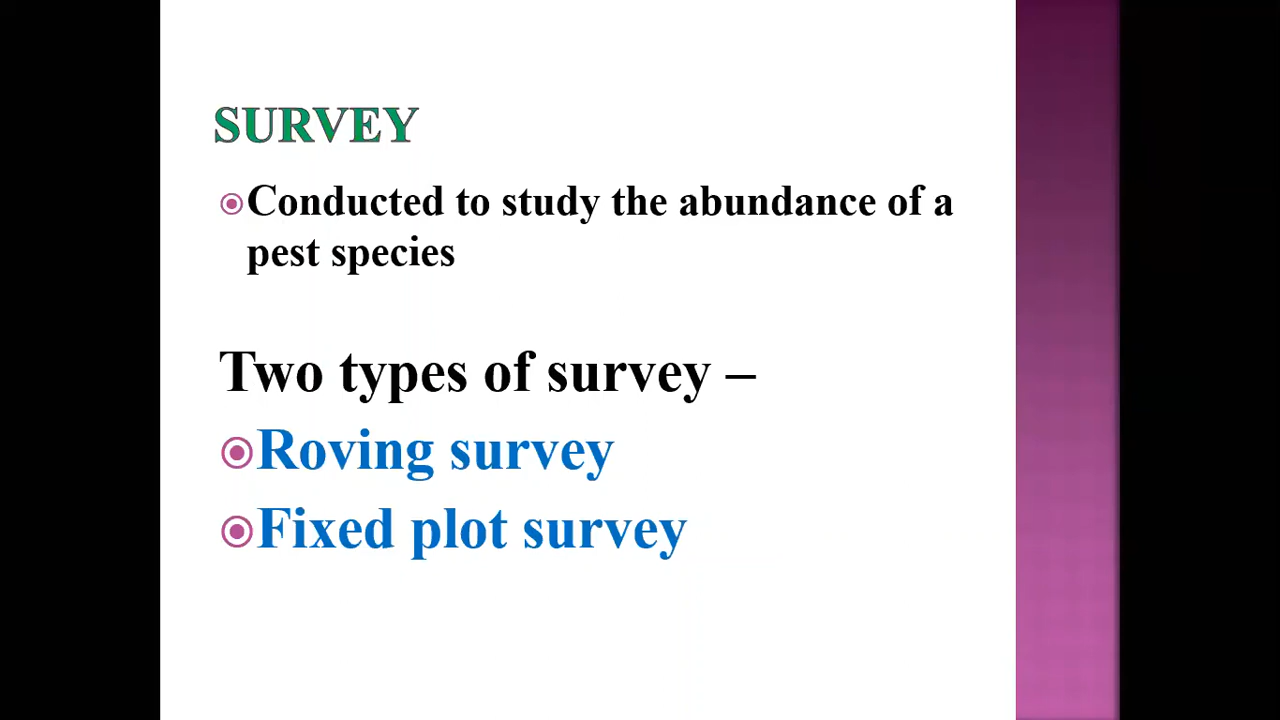 SURVEY
Conducted to study the abundance of a
pest species
Two types of survey –
Roving survey
Fixed plot survey